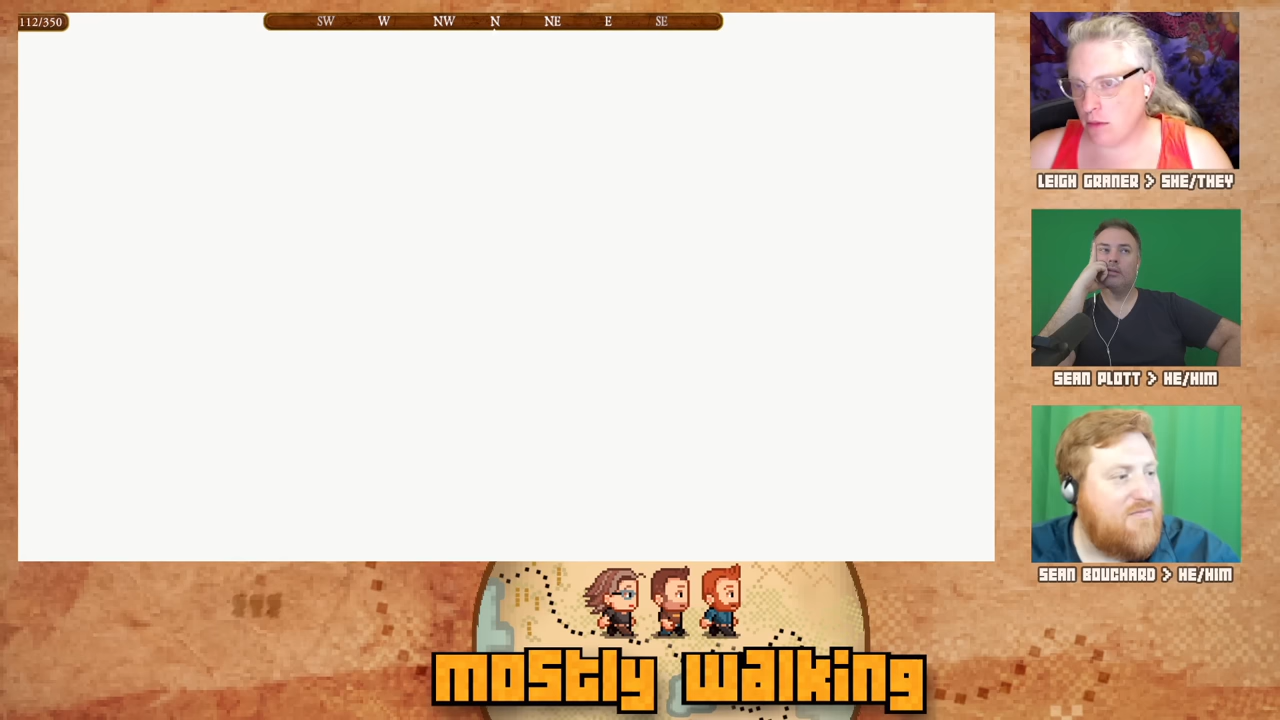 112/350
SW W NW N NE E SE
LEIGH GRANER > SHE/THEY
SEAN PLOTT > HE/HIM
SEAN BOUCHARD > HE/HIM
mostly walking